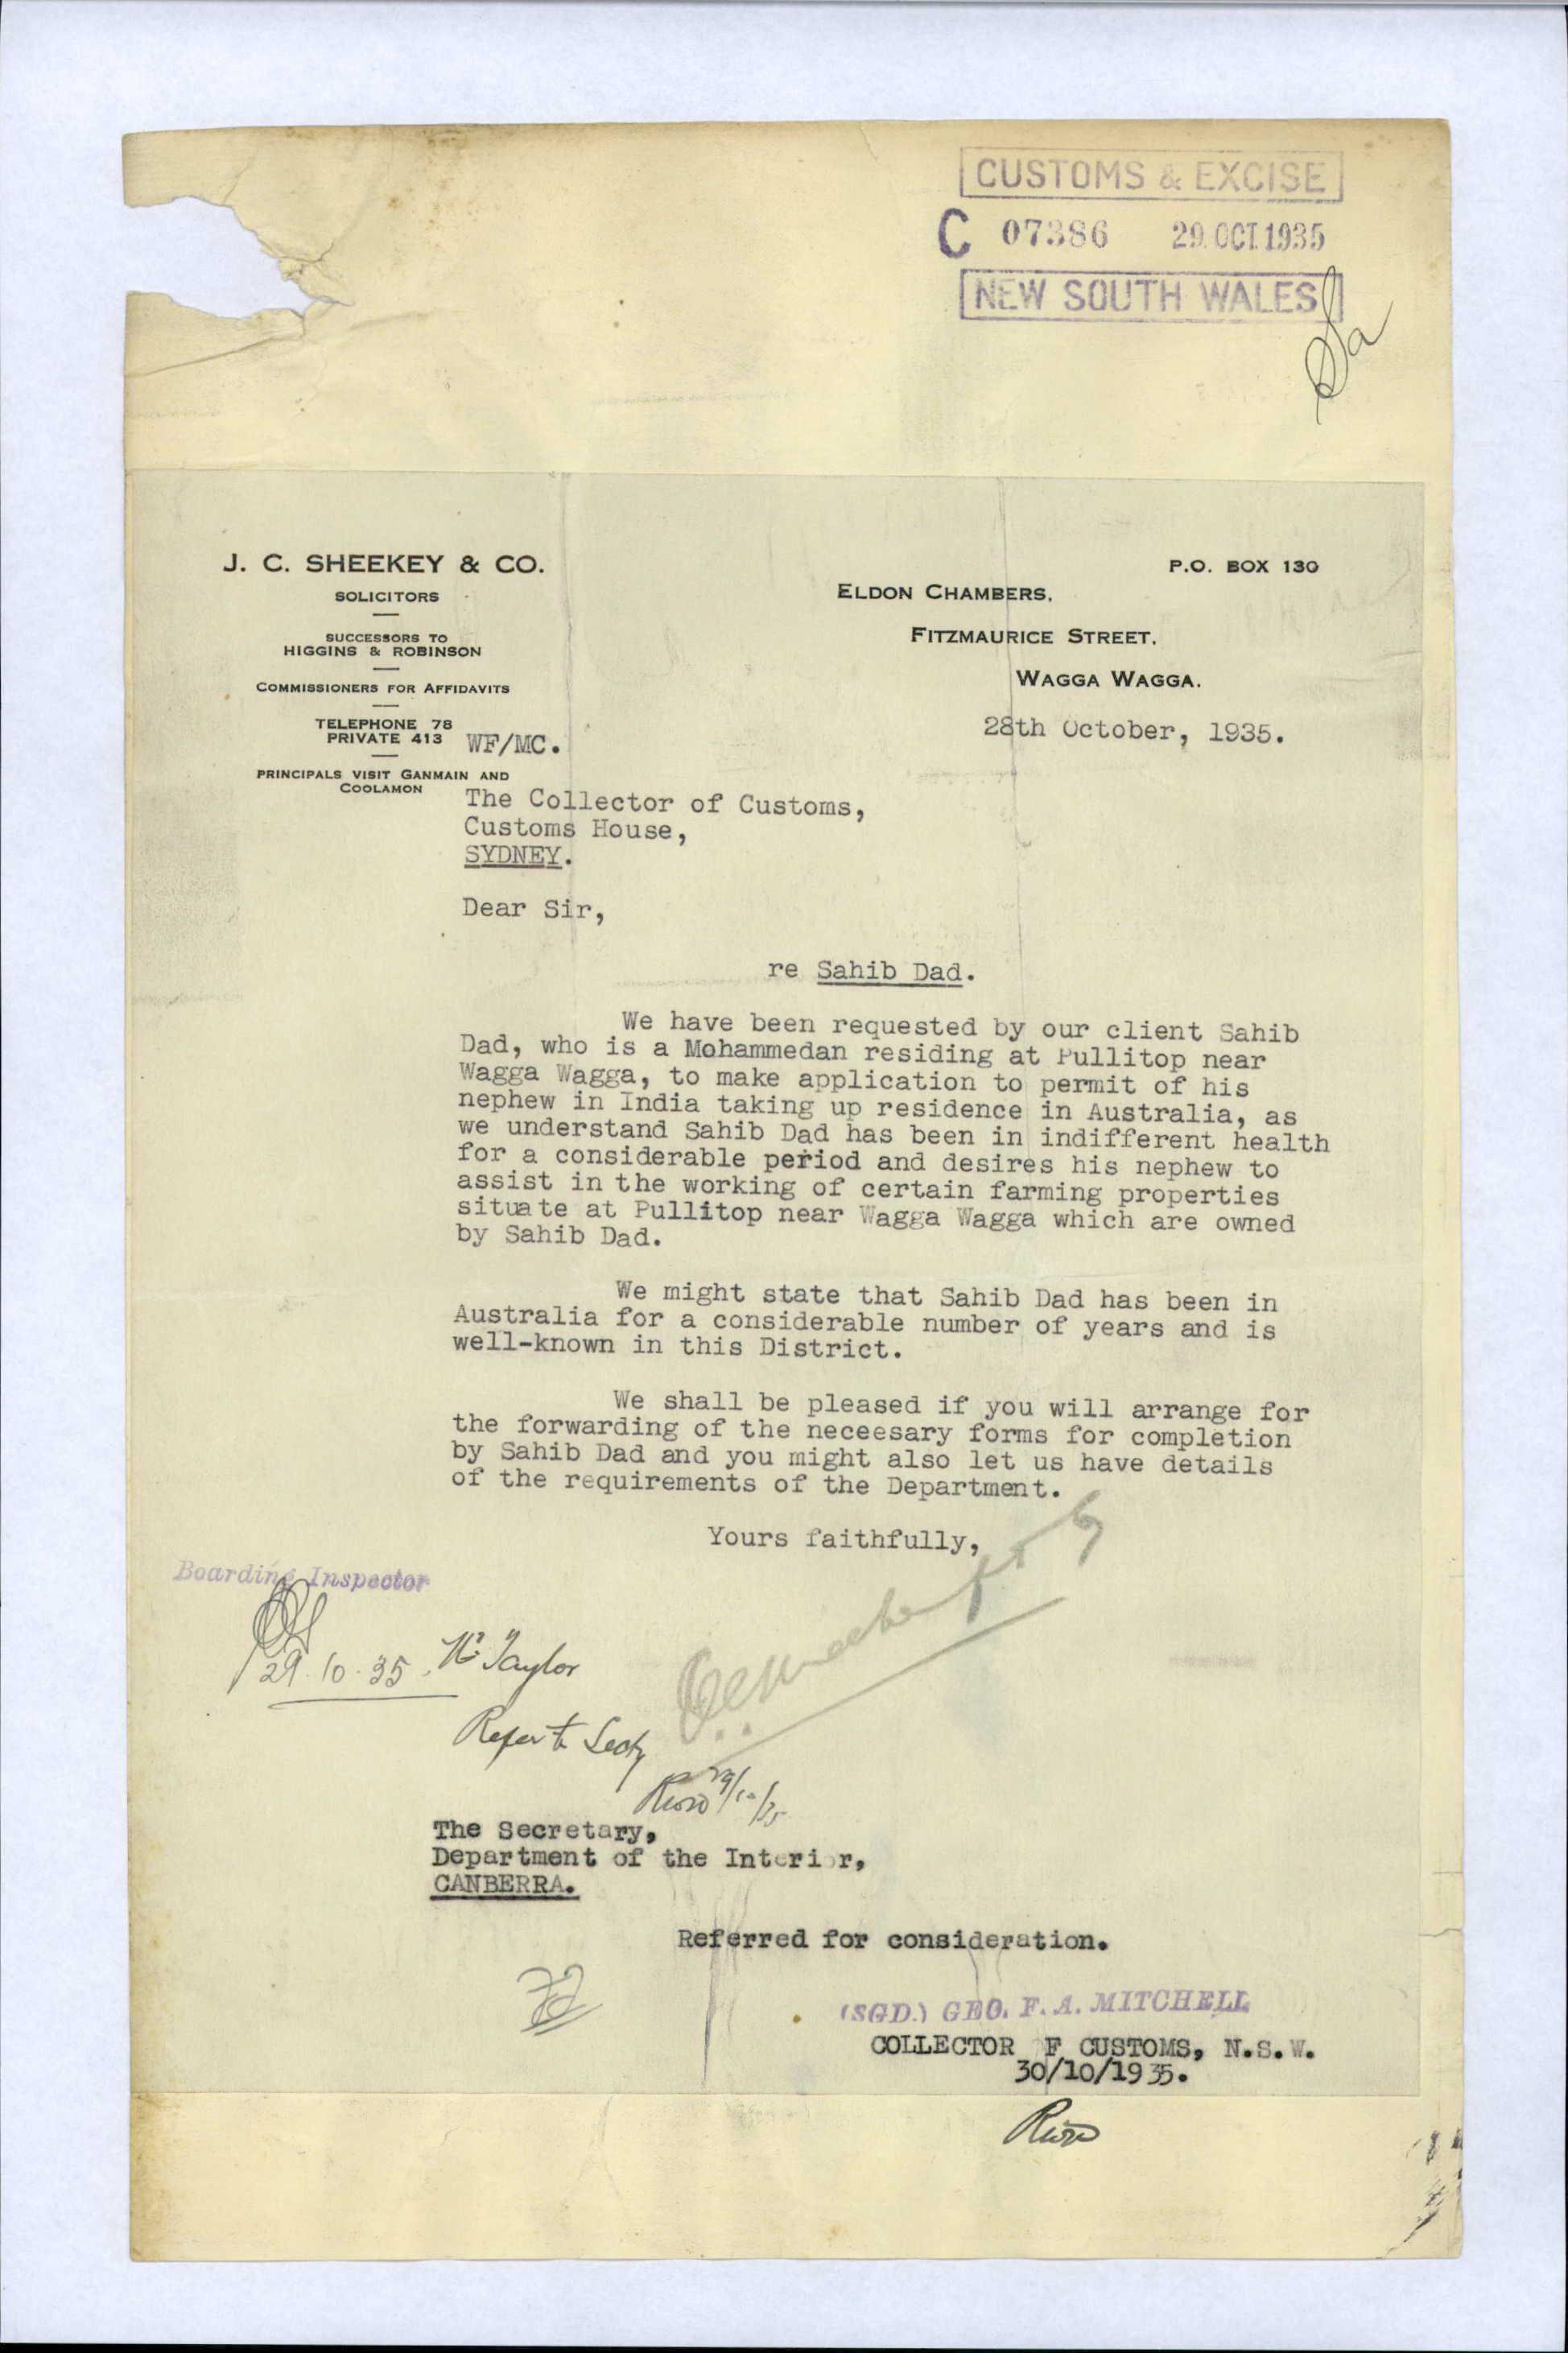 CUSTOMS & EXCISE
C 07386 29. OCT. 1935
NEW SOUTH WALES
J. C. SHEEKEY & CO.
SOLICITORS
SUCCESSORS TO
HIGGINS & ROBINSON
COMMISSIONERS FOR AFFIDAVITS
TELEPHONE 78
PRIVATE 413
PRINCIPALS VISIT GANMAIN AND
COOLAMON
P.O. BOX 130
ELDON CHAMBERS,
FITZMAURICE STREET,
WAGGA WAGGA.
28th October, 1935.
WF/MC.
The Collector of Customs,
Customs House,
SYDNEY.
Dear Sir,
re Sahib Dad.
We have been requested by our client Sahib
Dad, who is a Mohammedan residing at Pullitop near
Wagga Wagga, to make application to permit of his
nephew in India taking up residence in Australia, as
we understand Sahib Dad has been in indifferent health
for a considerable period and desires his nephew to
assist in the working of certain farming properties
situate at Pullitop near Wagga Wagga which are owned
by Sahib Dad.
We might state that Sahib Dad has been in
Australia for a considerable number of years and is
well-known in this District.
We shall be pleased if you will arrange for
the forwarding of the neceesary forms for completion
by Sahib Dad and you might also let us have details
of the requirements of the Department.
Yours faithfully,
Boarding Inspector
29.10.35. Mr Taylor
Refer to Secty
29/10/35
The Secretary,
Department of the Interior,
CANBERRA.
Referred for consideration.
(SGD.) GEO. F. A. MITCHELL
COLLECTOR F CUSTOMS, N.S.W.
30/10/1935.